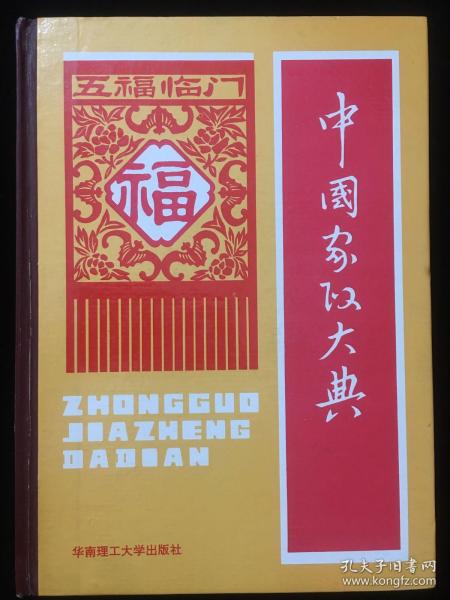 五福临门
福
中國家政大典
ZHONGGUO
JIAZHENG
DADIAN
华南理工大学出版社
孔夫子旧书网
www.kongfz.com